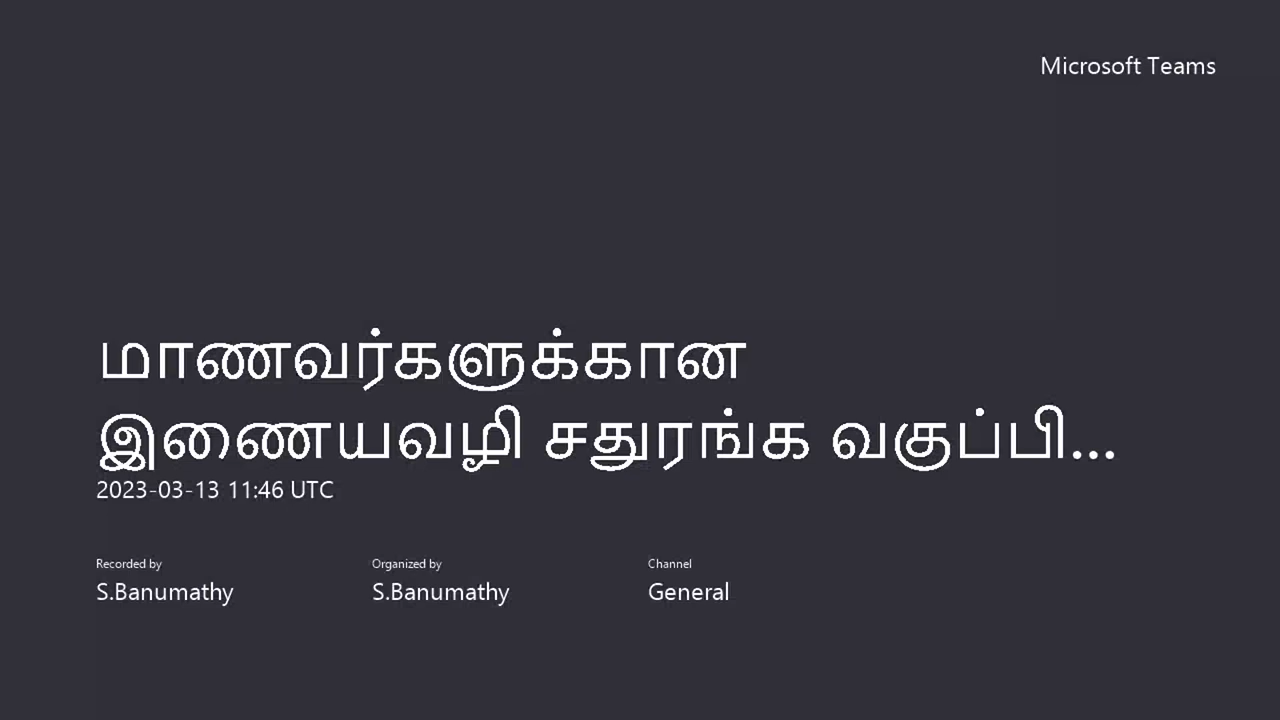 Microsoft Teams
மாணவர்களுக்கான
இணையவழி சதுரங்க வகுப்பி...
2023-03-13 11:46 UTC
Recorded by Organized by Channel
S.Banumathy S.Banumathy General